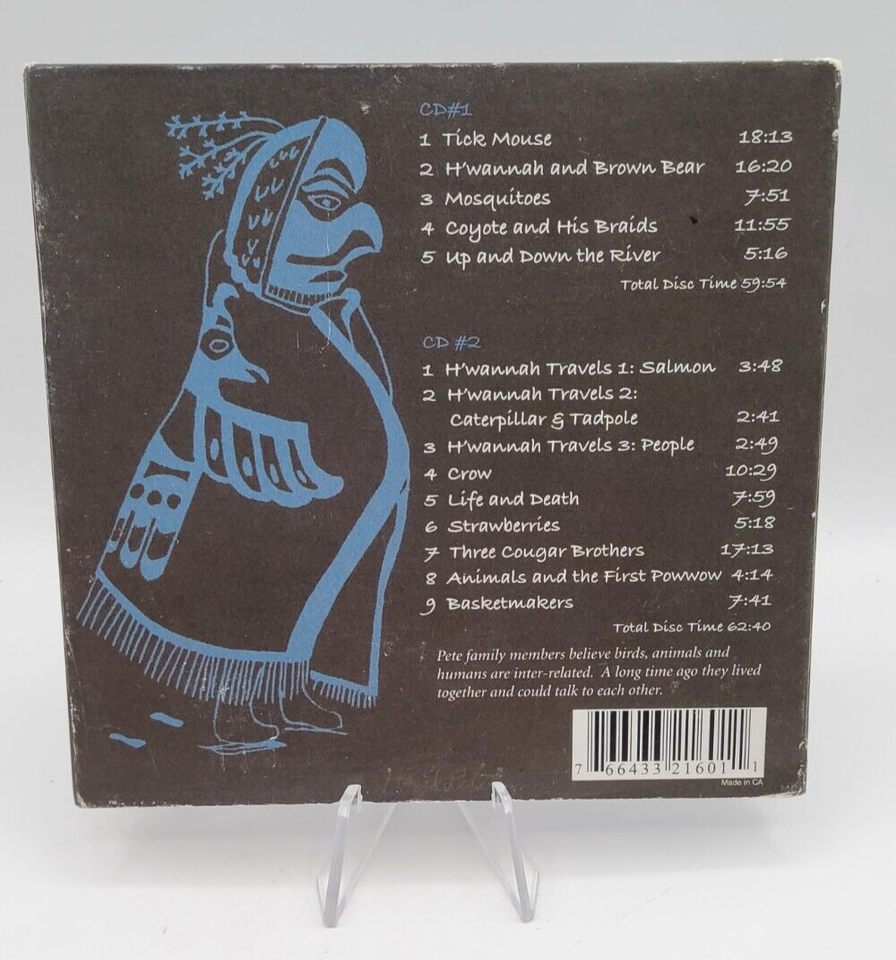 CD#1
1 Tick Mouse 18:13
2 H'wannah and Brown Bear 16:20
3 Mosquitoes 7:51
4 Coyote and His Braids 11:55
5 Up and Down the River 5:16
Total Disc Time 59:54
CD #2
1 H'wannah Travels 1: Salmon 3:48
2 H'wannah Travels 2:
Caterpillar & Tadpole 2:41
3 H'wannah Travels 3: People 2:49
4 Crow 10:29
5 Life and Death 7:59
6 Strawberries 5:18
7 Three Cougar Brothers 17:13
8 Animals and the First Powwow 4:14
9 Basketmakers 7:41
Total Disc Time 62:40
Pete family members believe birds, animals and
humans are inter-related. A long time ago they lived
together and could talk to each other.
7 66433 21601 1
Made in CA